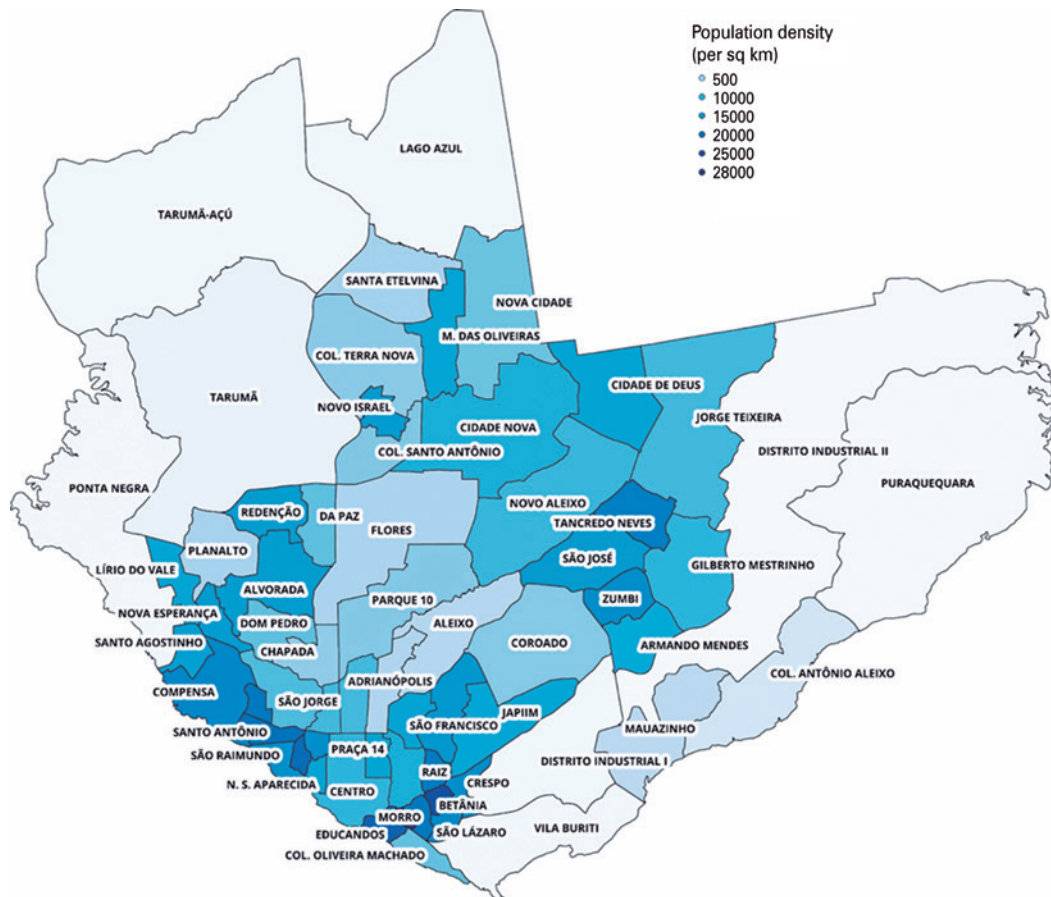 Population density
(per sq km)
500
10000
15000
20000
25000
28000
LAGO AZUL
TARUMÃ-AÇÚ
SANTA ETELVINA
NOVA CIDADE
M. DAS OLIVEIRAS
COL. TERRA NOVA
CIDADE DE DEUS
TARUMÃ
NOVO ISRAEL
JORGE TEIXEIRA
CIDADE NOVA
COL. SANTO ANTÔNIO
DISTRITO INDUSTRIAL II
PURAQUEQUARA
PONTA NEGRA
NOVO ALEIXO
REDENÇÃO
DA PAZ
FLORES
TANCREDO NEVES
PLANALTO
SÃO JOSÉ
GILBERTO MESTRINHO
LÍRIO DO VALE
ALVORADA
PARQUE 10
ZUMBI
NOVA ESPERANÇA
DOM PEDRO
ALEIXO
SANTO AGOSTINHO
CHAPADA
COROADO
ARMANDO MENDES
COL. ANTÔNIO ALEIXO
ADRIANÓPOLIS
COMPENSA
SÃO JORGE
JAPIIM
SÃO FRANCISCO
MAUAZINHO
SANTO ANTÔNIO
SÃO RAIMUNDO
PRAÇA 14
DISTRITO INDUSTRIAL I
RAIZ
N. S. APARECIDA
CRESPO
CENTRO
BETÂNIA
MORRO
EDUCANDOS
SÃO LÁZARO
VILA BURITI
COL. OLIVEIRA MACHADO